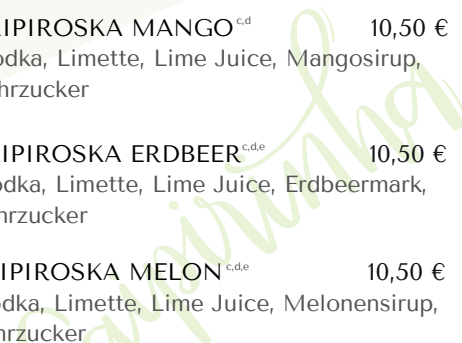 IPIROSKA MANGO c,d 10,50 €
odka, Limette, Lime Juice, Mangosirup,
hrzucker
IPIROSKA ERDBEER c,d,e 10,50 €
odka, Limette, Lime Juice, Erdbeermark,
hrzucker
IPIROSKA MELON c,d,e 10,50 €
odka, Limette, Lime Juice, Melonensirup,
hrzucker
Caipirinha